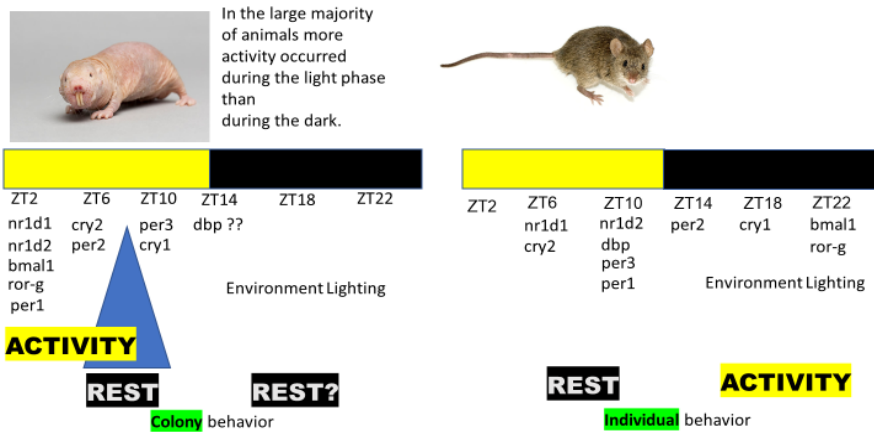 In the large majority
of animals more
activity occurred
during the light phase
than
during the dark.
ZT2 ZT6 ZT10 ZT14 ZT18 ZT22
nr1d1 cry2 per3 dbp ??
nr1d2 per2 cry1
bmal1
ror-g
per1
Environment Lighting
ACTIVITY
REST REST?
Colony behavior
ZT2 ZT6 ZT10 ZT14 ZT18 ZT22
nr1d1 nr1d2 per2 cry1 bmal1
cry2 dbp ror-g
per3
per1
Environment Lighting
REST ACTIVITY
Individual behavior